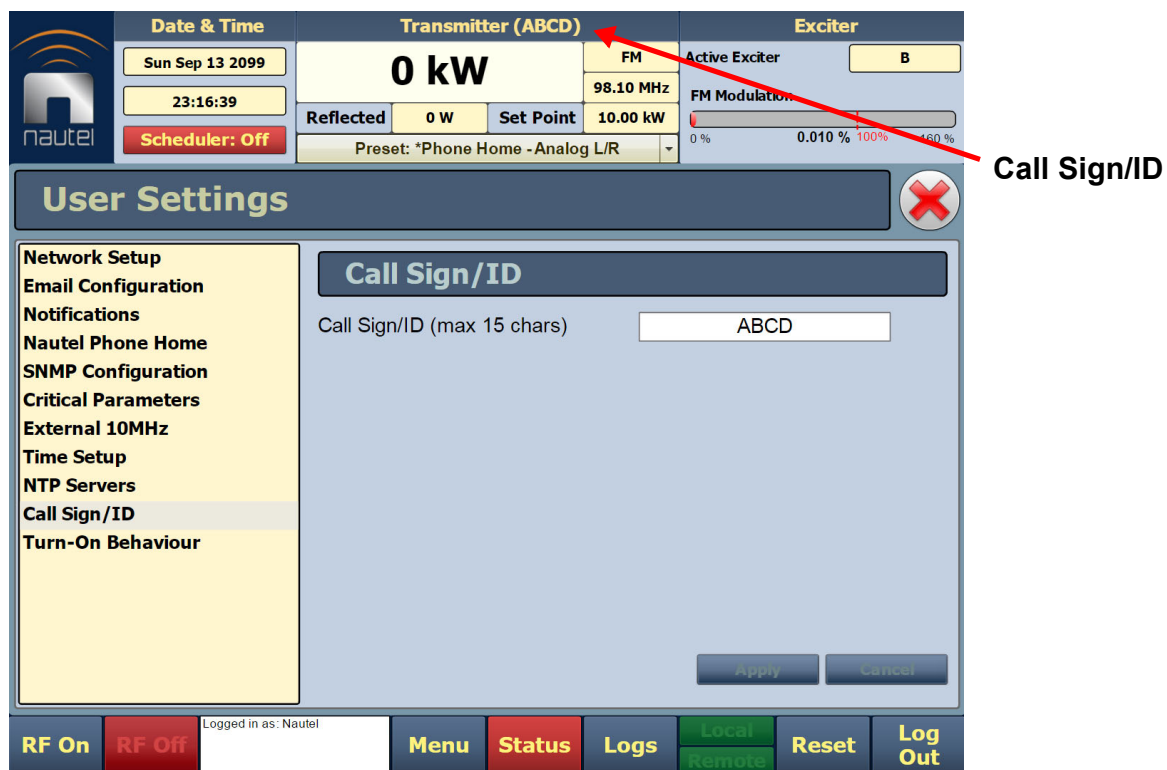 Date & Time
Transmitter (ABCD)
Exciter
Sun Sep 13 2099
23:16:39
Scheduler: Off
nautel
0 kW
FM
98.10 MHz
Reflected
0 W
Set Point
10.00 kW
Preset: *Phone Home - Analog L/R
Active Exciter
B
FM Modulation
0 %
0.010 %
100%
160 %
Call Sign/ID
User Settings
Network Setup
Email Configuration
Notifications
Nautel Phone Home
SNMP Configuration
Critical Parameters
External 10MHz
Time Setup
NTP Servers
Call Sign/ID
Turn-On Behaviour
Call Sign/ID
Call Sign/ID (max 15 chars)
ABCD
Apply
Cancel
RF On
RF Off
Logged in as: Nautel
Menu
Status
Logs
Local
Remote
Reset
Log
Out